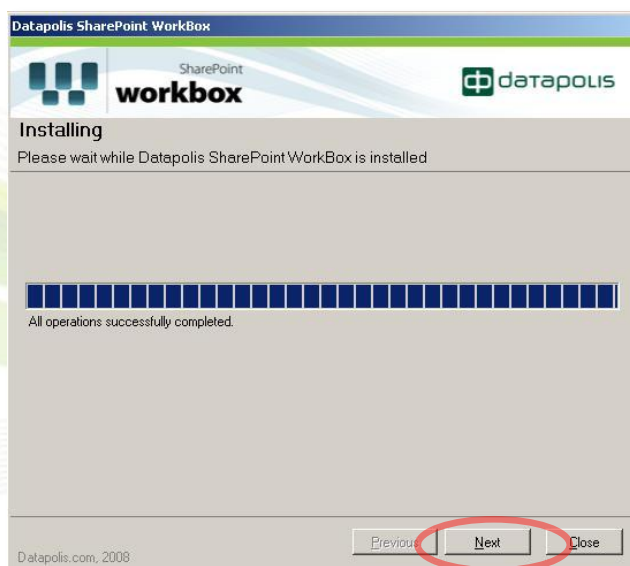 Datapolis SharePoint WorkBox
SharePoint
workbox
datapolis
Installing
Please wait while Datapolis SharePoint WorkBox is installed
All operations successfully completed.
Previous
Next
Close
Datapolis.com, 2008